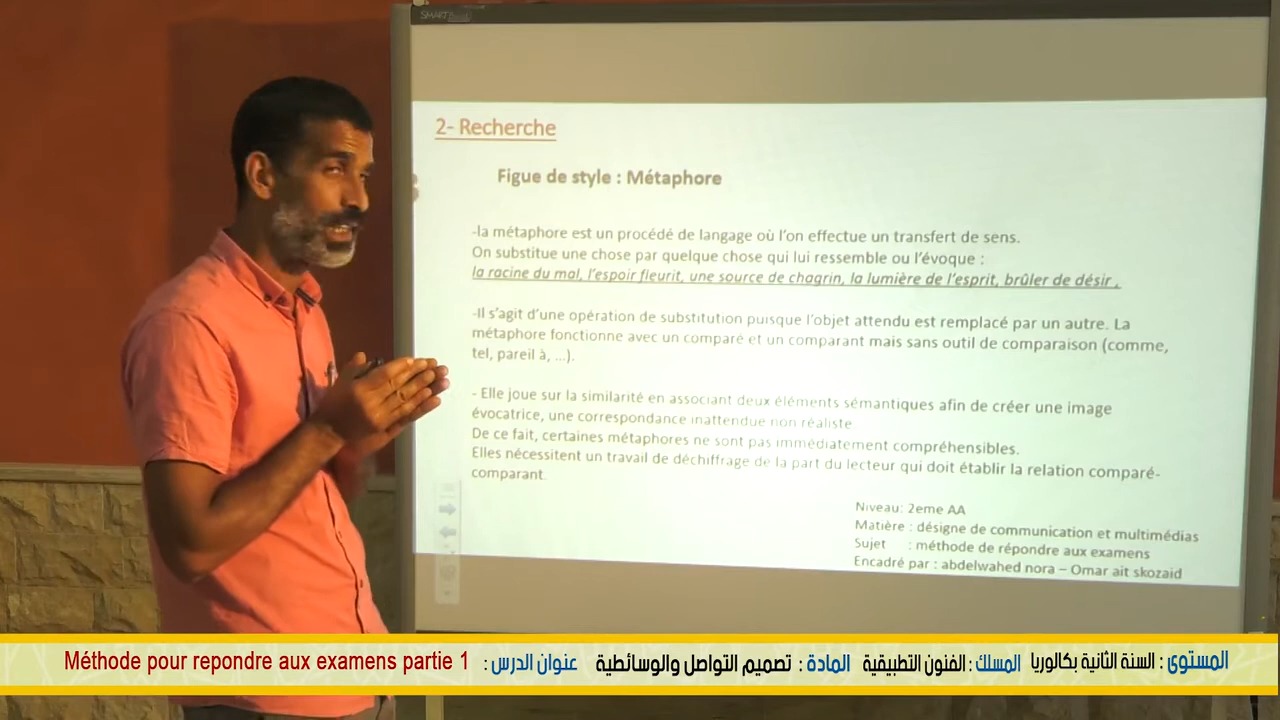 SMART
2- Recherche
Figue de style : Métaphore
-la métaphore est un procédé de langage où l'on effectue un transfert de sens.
On substitue une chose par quelque chose qui lui ressemble ou l'évoque :
la racine du mal, l'espoir fleurit, une source de chagrin, la lumière de l'esprit, brûler de désir .
-Il s'agit d'une opération de substitution puisque l'objet attendu est remplacé par un autre. La
métaphore fonctionne avec un comparé et un comparant mais sans outil de comparaison (comme,
tel, pareil à, ...).
- Elle joue sur la similarité en associant deux éléments sémantiques afin de créer une image
évocatrice, une correspondance inattendue non réaliste
De ce fait, certaines métaphores ne sont pas immédiatement compréhensibles.
Elles nécessitent un travail de déchiffrage de la part du lecteur qui doit établir la relation comparé-
comparant.
Niveau: 2eme AA
Matière : désigne de communication et multimédias
Sujet : méthode de répondre aux examens
Encadré par : abdelwahed nora – Omar ait skozaid
المستوى : السنة الثانية بكالوريا المسلك : الفنون التطبيقية المادة : تصميم التواصل والوسائطية عنوان الدرس : Méthode pour repondre aux examens partie 1